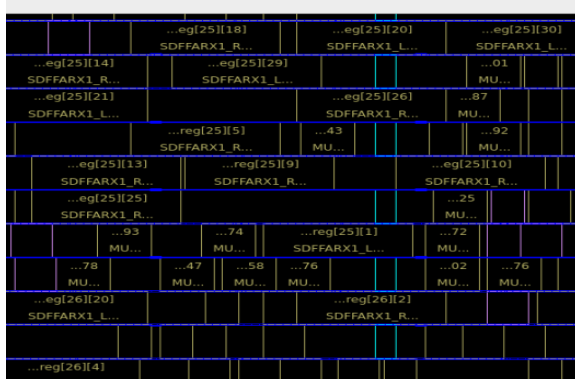 ...eg[25][18] ...eg[25][20] ...eg[25][30]
SDFFARX1_R... SDFFARX1_L... SDFFARX1_L...
...eg[25][14] ...eg[25][29] ...01
SDFFARX1_R... SDFFARX1_L... MU...
...eg[25][21] ...eg[25][26] ...87
SDFFARX1_L... SDFFARX1_R... MU...
...reg[25][5] ...43 ...92
SDFFARX1_R... MU... MU...
...eg[25][13] ...reg[25][9] ...eg[25][10]
SDFFARX1_R... SDFFARX1_R... SDFFARX1_R...
...eg[25][25] ...25
SDFFARX1_R... MU...
...93 ...74 ...reg[25][1] ...72
MU... MU... SDFFARX1_L... MU...
...78 ...47 ...58 ...76 ...02 ...76
MU... MU... MU... MU... MU... MU...
...eg[26][20] ...reg[26][2]
SDFFARX1_L... SDFFARX1_R...
...reg[26][4]